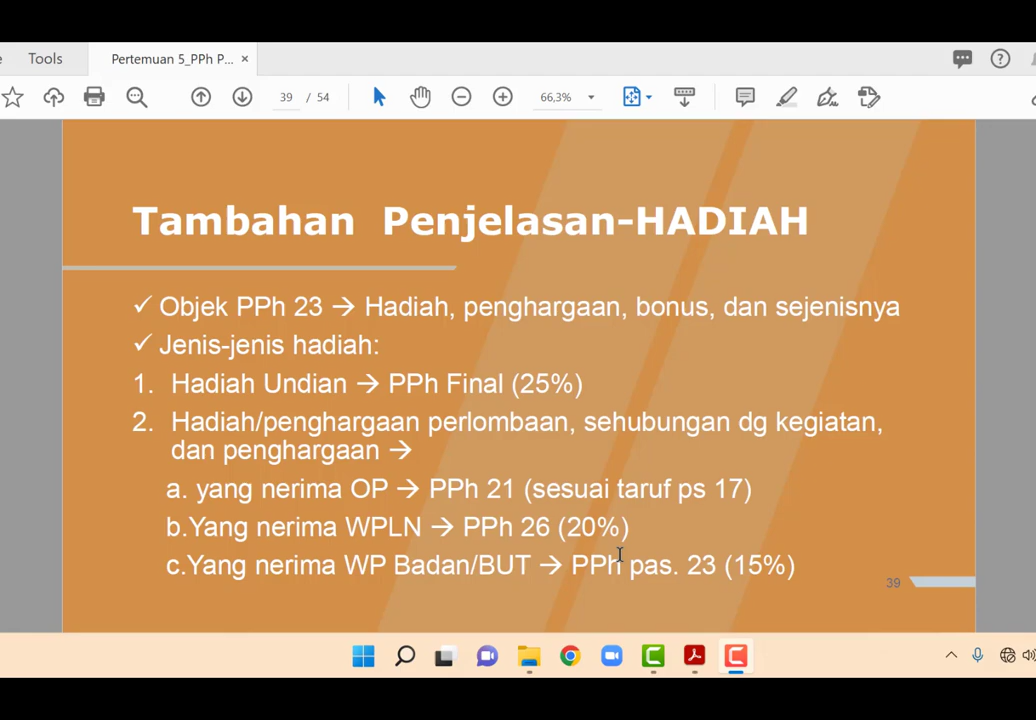 Tools
Pertemuan 5_PPh P... ×
39 / 54
66,3%
Tambahan Penjelasan-HADIAH
✓ Objek PPh 23 → Hadiah, penghargaan, bonus, dan sejenisnya
✓ Jenis-jenis hadiah:
1. Hadiah Undian → PPh Final (25%)
2. Hadiah/penghargaan perlombaan, sehubungan dg kegiatan,
dan penghargaan →
a. yang nerima OP → PPh 21 (sesuai taruf ps 17)
b.Yang nerima WPLN → PPh 26 (20%)
c.Yang nerima WP Badan/BUT → PPh pas. 23 (15%)
39